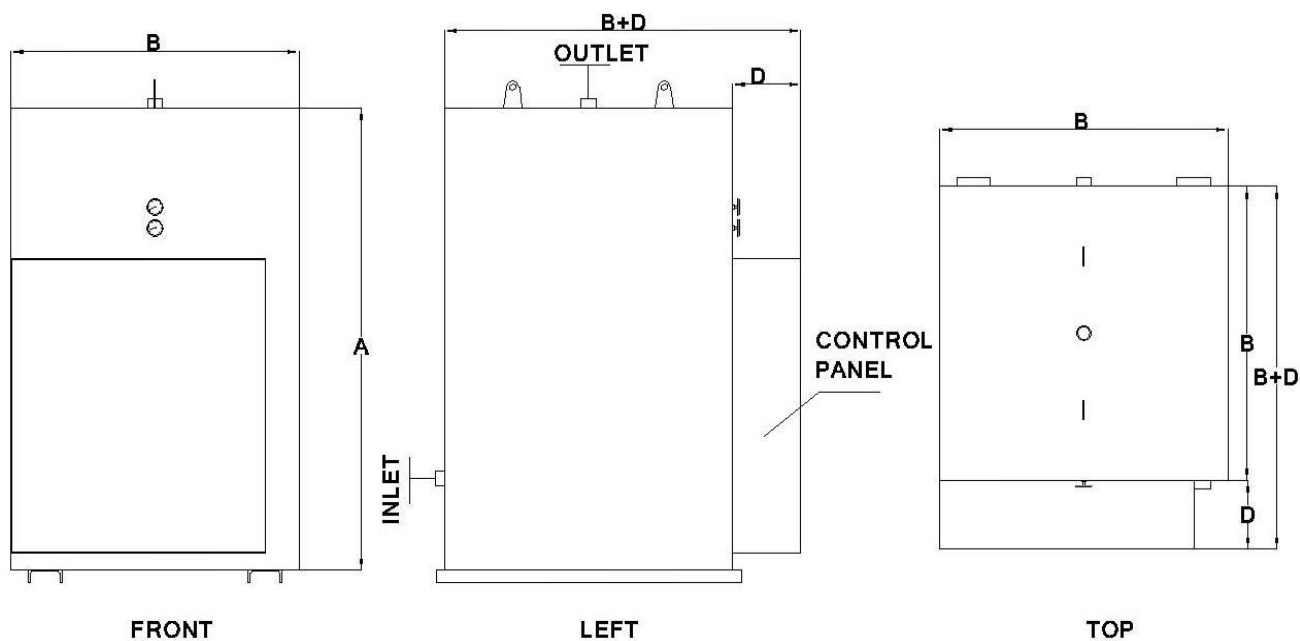 B
A
FRONT
B+D
OUTLET
D
CONTROL
PANEL
INLET
LEFT
B
B
B+D
D
TOP